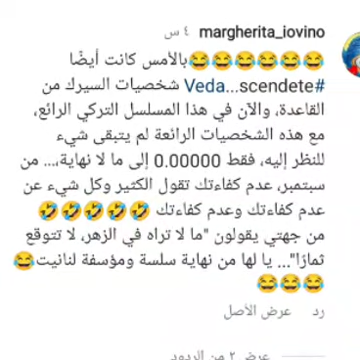 margherita_iovino ٤ س
😂😂😂😂😂😂بالأمس كانت أيضًا
#Veda...scendete شخصيات السيرك من
القاعدة، والآن في هذا المسلسل التركي الرائع،
مع هذه الشخصيات الرائعة لم يتبقى شيء
للنظر إليه، فقط 0.00000 إلى ما لا نهاية،... من
سبتمبر، عدم كفاءتك تقول الكثير وكل شيء عن
عدم كفاءتك وعدم كفاءتك 🤣🤣🤣🤣🤣
من جهتي يقولون "ما لا تراه في الزهر، لا تتوقع
ثمارًا"... يا لها من نهاية سلسة ومؤسفة لنانيت😂
😂😂😂
رد عرض الأصل
عرض ٢ من الردود